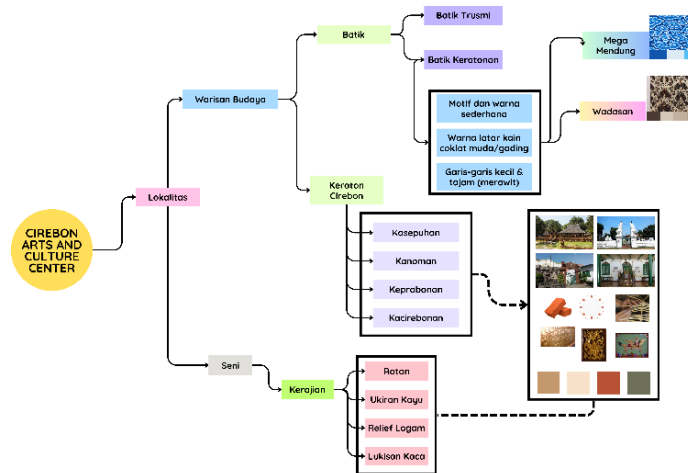 CIREBON
ARTS AND
CULTURE
CENTER
Lokalitas
Warisan Budaya
Batik
Batik Trusmi
Batik Keratonan
Motif dan warna
sederhana
Warna latar kain
coklat muda/gading
Garis-garis kecil &
tajam (merawit)
Mega
Mendung
Wadasan
Keraton
Cirebon
Kasepuhan
Kanoman
Keprabonan
Kacirebonan
Seni
Kerajian
Rotan
Ukiran Kayu
Relief Logam
Lukisan Kaca